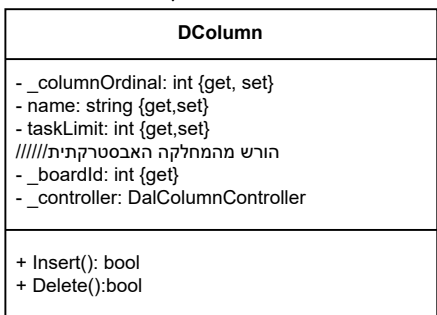 DColumn
- _columnOrdinal: int {get, set}
- name: string {get,set}
- taskLimit: int {get,set}
//////הורש מהמחלקה האבסטרקתית
- _boardId: int {get}
- _controller: DalColumnController
+ Insert(): bool
+ Delete():bool